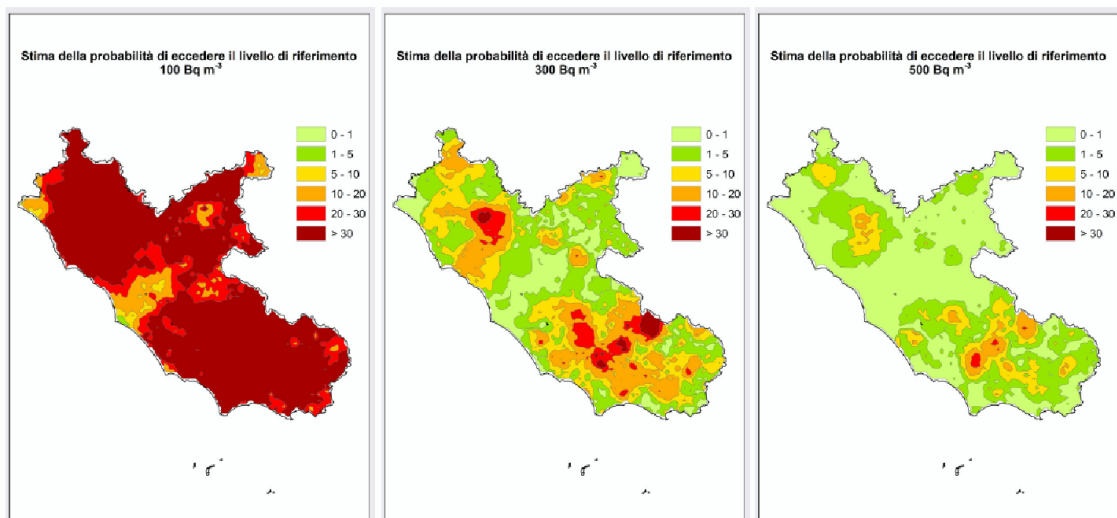 Stima della probabilità di eccedere il livello di riferimento
100 Bq m⁻³
0 - 1
1 - 5
5 - 10
10 - 20
20 - 30
> 30
Stima della probabilità di eccedere il livello di riferimento
300 Bq m⁻³
0 - 1
1 - 5
5 - 10
10 - 20
20 - 30
> 30
Stima della probabilità di eccedere il livello di riferimento
500 Bq m⁻³
0 - 1
1 - 5
5 - 10
10 - 20
20 - 30
> 30